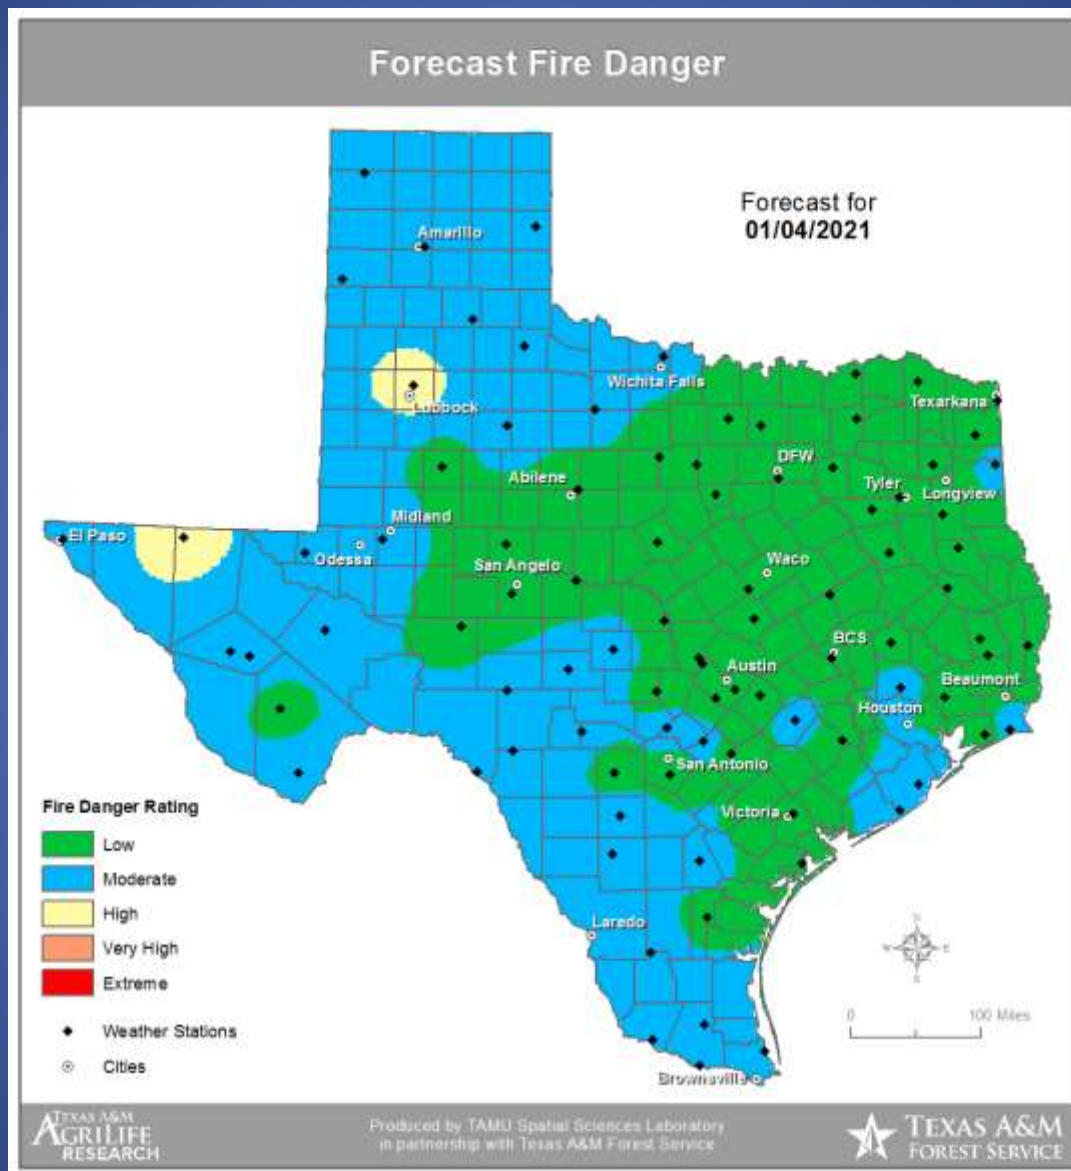 Forecast Fire Danger
Forecast for
01/04/2021
Amarillo
Wichita Falls
Lubbock
Texarkana
DFW
Abilene
Tyler
Longview
Midland
El Paso
Odessa
San Angelo
Waco
BCS
Austin
Beaumont
Houston
San Antonio
Victoria
Laredo
Brownsville
Fire Danger Rating
Low
Moderate
High
Very High
Extreme
Weather Stations
Cities
N
W
E
S
0 100 Miles
TEXAS A&M
AGRILIFE
RESEARCH
Produced by TAMU Spatial Sciences Laboratory
in partnership with Texas A&M Forest Service
TEXAS A&M
FOREST SERVICE